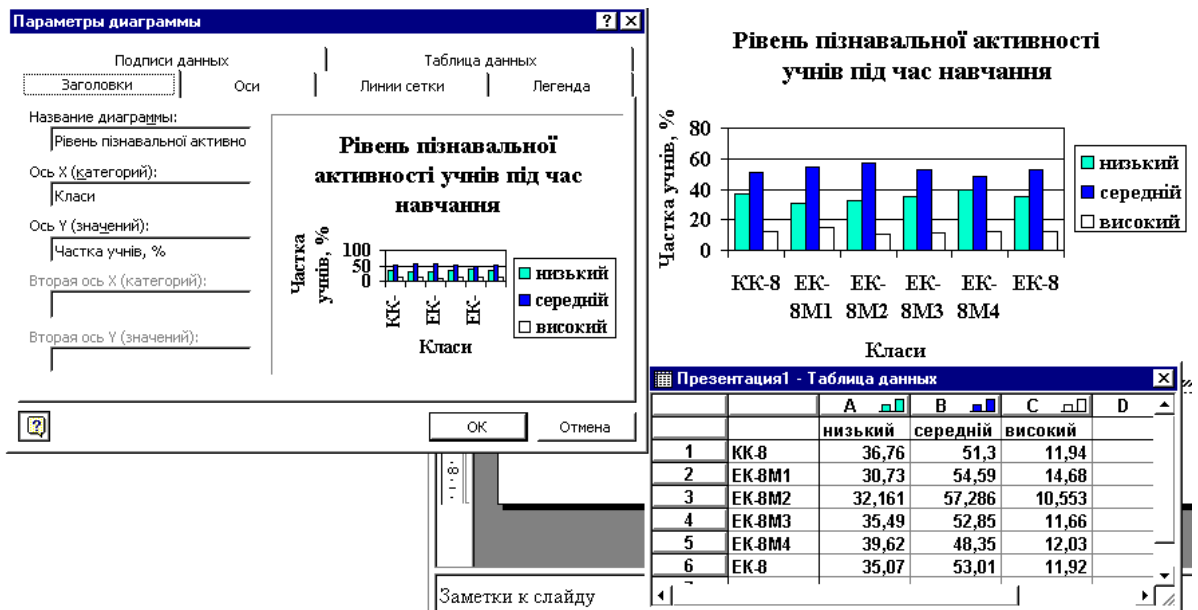 Параметры диаграммы
Подписи данных
Таблица данных
Заголовки
Оси
Линии сетки
Легенда
Название диаграммы:
Рівень пізнавальної активно
Ось X (категорий):
Класи
Ось Y (значений):
Частка учнів, %
Вторая ось X (категорий):
Вторая ось Y (значений):
Рівень пізнавальної
активності учнів під час
навчання
Частка
учнів, %
100
50
0
КК-
ЕК-
ЕК-
Класи
низький
середній
високий
ОК
Отмена
Рівень пізнавальної активності
учнів під час навчання
Частка учнів, %
80
60
40
20
0
КК-8 ЕК- ЕК- ЕК- ЕК- ЕК-8
8М1 8М2 8М3 8М4
Класи
низький
середній
високий
Презентация1 - Таблица данных
A B C D
низький середній високий
1 КК-8 36,76 51,3 11,94
2 ЕК-8М1 30,73 54,59 14,68
3 ЕК-8М2 32,161 57,286 10,553
4 ЕК-8М3 35,49 52,85 11,66
5 ЕК-8М4 39,62 48,35 12,03
6 ЕК-8 35,07 53,01 11,92
Заметки к слайду